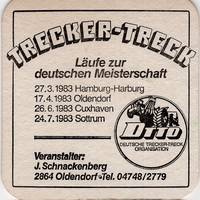 TRECKER-TRECK
Läufe zur
deutschen Meisterschaft
27.3.1983 Hamburg-Harburg
17.4.1983 Oldendorf
26.6.1983 Cuxhaven
24.7.1983 Sottrum
DTTO
DEUTSCHE TRECKER-TRECK
ORGANISATION
Veranstalter:
J. Schnackenberg
2864 Oldendorf•Tel. 04748/2779